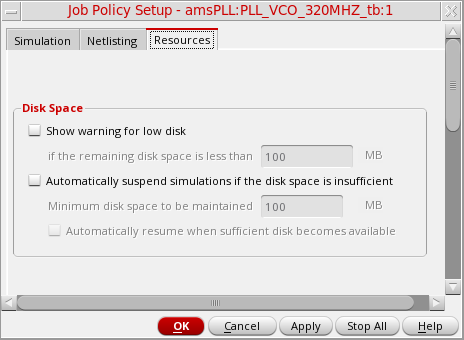 Job Policy Setup - amsPLL:PLL_VCO_320MHZ_tb:1
Simulation Netlisting Resources
Disk Space
Show warning for low disk
if the remaining disk space is less than 100 MB
Automatically suspend simulations if the disk space is insufficient
Minimum disk space to be maintained 100 MB
Automatically resume when sufficient disk becomes available
OK Cancel Apply Stop All Help